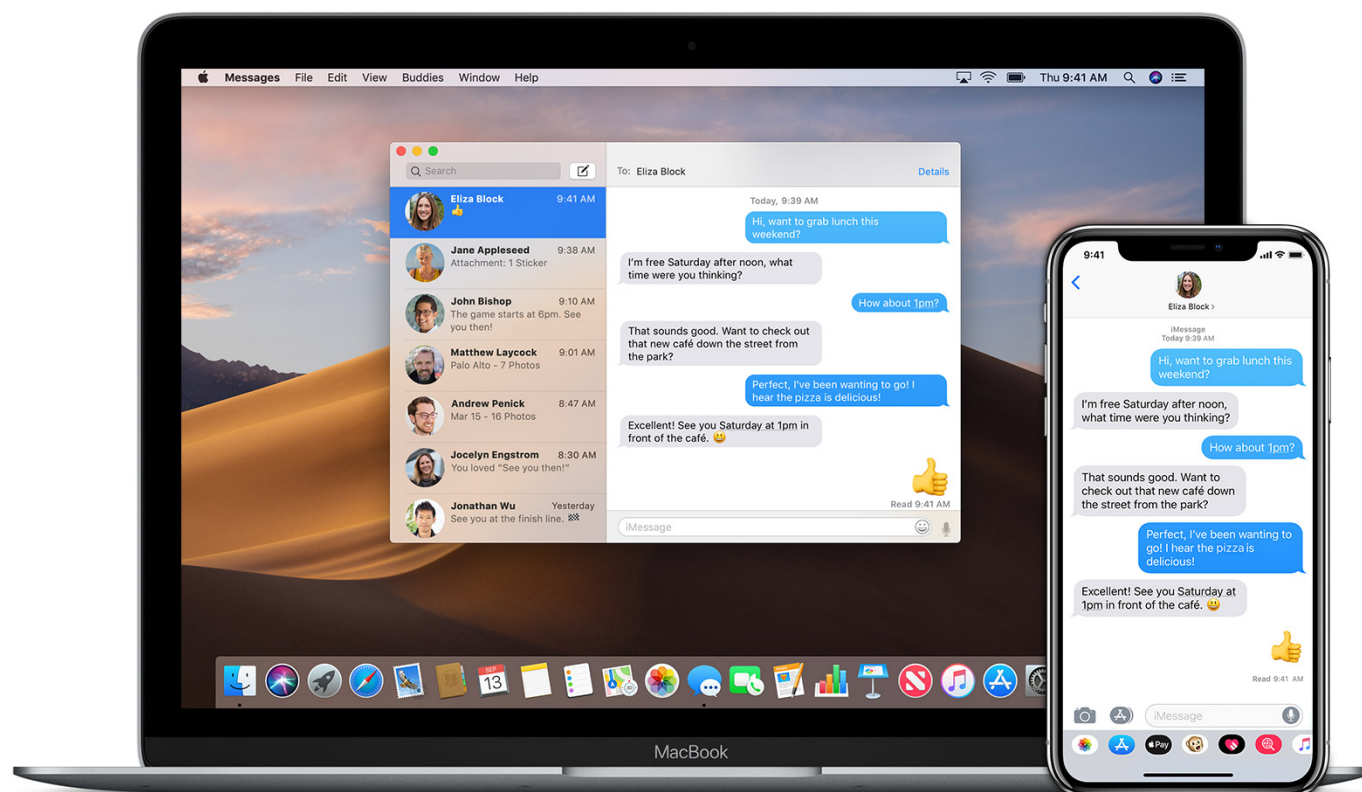 Messages File Edit View Buddies Window Help
Thu 9:41 AM
Search
Eliza Block 9:41 AM
👍
Jane Appleseed 9:38 AM
Attachment: 1 Sticker
John Bishop 9:10 AM
The game starts at 6pm. See
you then!
Matthew Laycock 9:01 AM
Palo Alto - 7 Photos
Andrew Penick 8:47 AM
Mar 15 - 16 Photos
Jocelyn Engstrom 8:30 AM
You loved “See you then!”
Jonathan Wu Yesterday
See you at the finish line. 🏁
To: Eliza Block Details
Today, 9:39 AM
Hi, want to grab lunch this
weekend?
I’m free Saturday after noon, what
time were you thinking?
How about 1pm?
That sounds good. Want to check out
that new café down the street from
the park?
Perfect, I’ve been wanting to go! I
hear the pizza is delicious!
Excellent! See you Saturday at 1pm in
front of the café. 😃
👍
Read 9:41 AM
iMessage
SEP
13
MacBook
9:41
Eliza Block
iMessage
Today 9:39 AM
Hi, want to grab lunch this
weekend?
I’m free Saturday after noon,
what time were you thinking?
How about 1pm?
That sounds good. Want to
check out that new café down
the street from the park?
Perfect, I’ve been wanting to
go! I hear the pizza is
delicious!
Excellent! See you Saturday at
1pm in front of the café. 😃
👍
Read 9:41 AM
iMessage
Pay